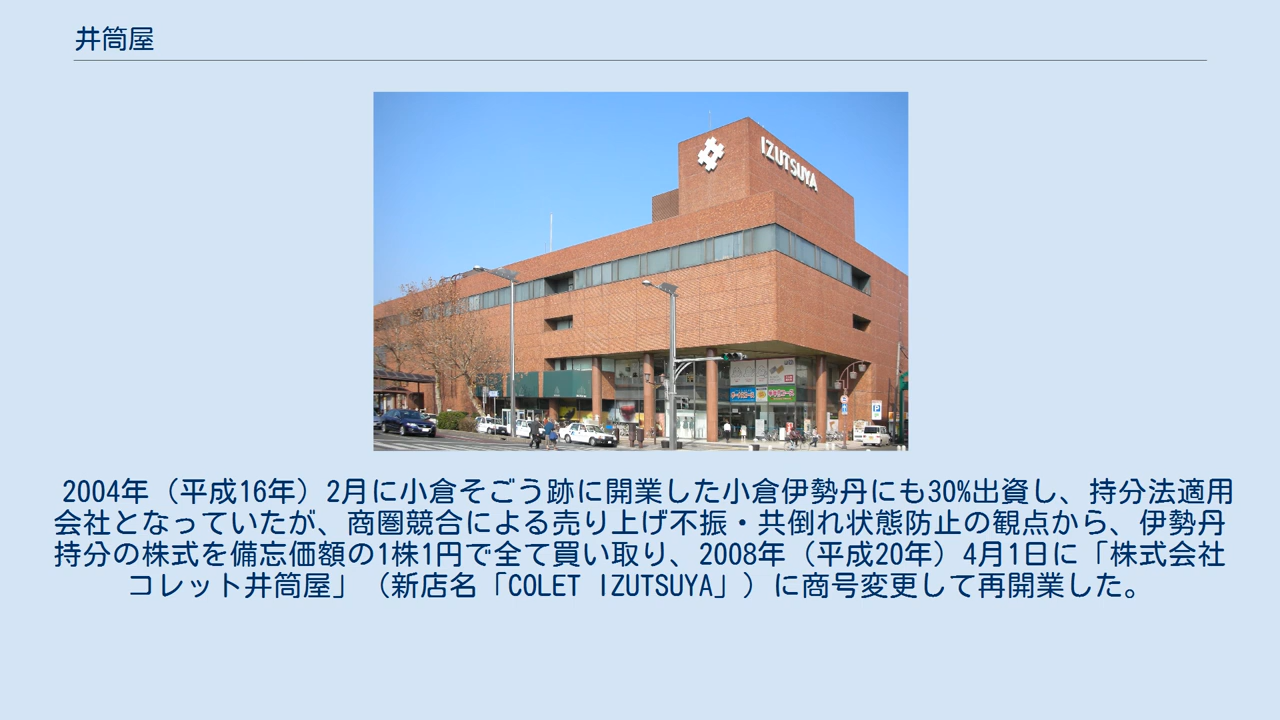 井筒屋
IZUTSUYA
2004年（平成16年）2月に小倉そごう跡に開業した小倉伊勢丹にも30%出資し、持分法適用
会社となっていたが、商圏競合による売り上げ不振・共倒れ状態防止の観点から、伊勢丹
持分の株式を備忘価額の1株1円で全て買い取り、2008年（平成20年）4月1日に「株式会社
コレット井筒屋」（新店名「COLET IZUTSUYA」）に商号変更して再開業した。